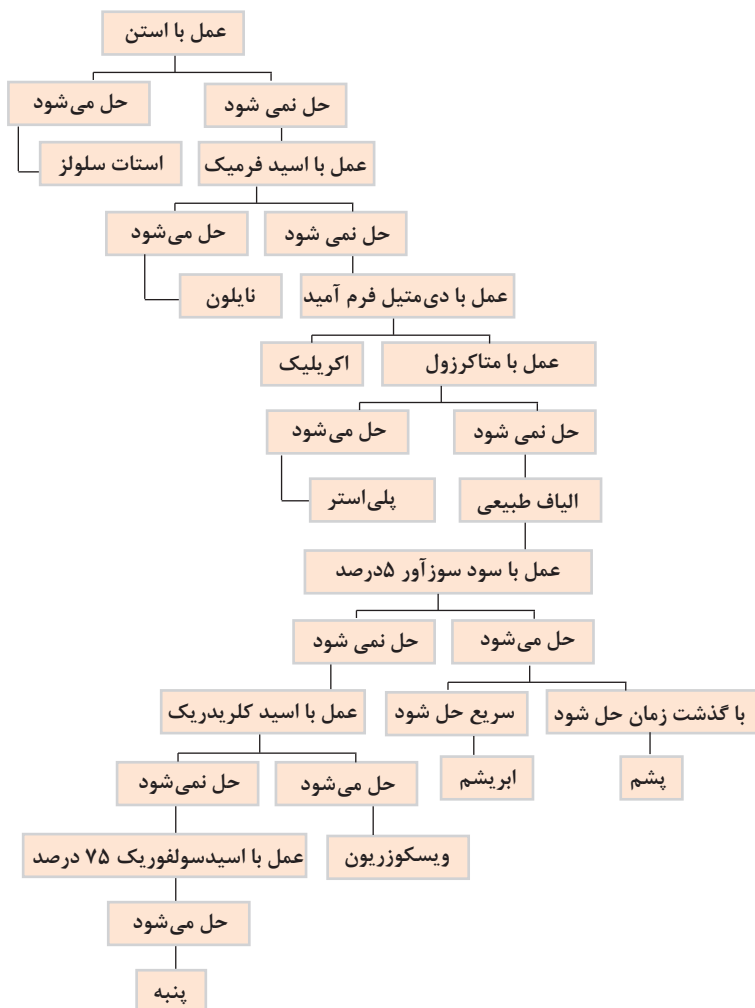 عمل با استن
حل نمی شود
حل می‌شود
عمل با اسید فرمیک
استات سلولز
حل نمی شود
حل می‌شود
عمل با دی‌متیل فرم آمید
نایلون
عمل با متاکرزول
اکریلیک
حل نمی شود
حل می‌شود
الیاف طبیعی
پلی‌استر
عمل با سود سوزآور ۵درصد
حل می‌شود
حل نمی شود
با گذشت زمان حل شود
سریع حل شود
عمل با اسید کلریدریک
پشم
ابریشم
حل می‌شود
حل نمی‌شود
ویسکوزریون
عمل با اسیدسولفوریک ۷۵ درصد
حل می‌شود
پنبه